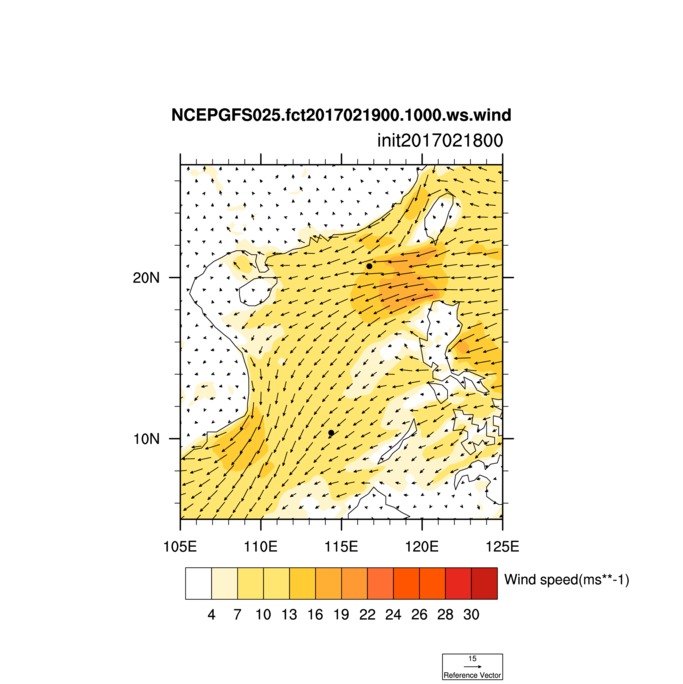 NCEPGFS025.fct2017021900.1000.ws.wind
init2017021800
20N
10N
105E 110E 115E 120E 125E
Wind speed(ms**-1)
4 7 10 13 16 19 22 24 26 28 30
15
Reference Vector